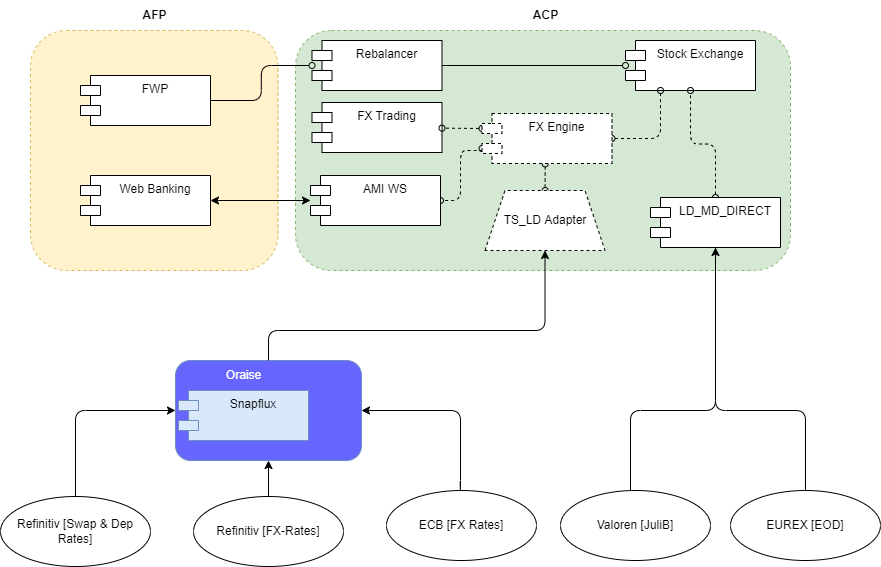 AFP
ACP
Rebalancer
Stock Exchange
FWP
FX Trading
FX Engine
Web Banking
AMI WS
TS_LD Adapter
LD_MD_DIRECT
Oraise
Snapflux
Refinitiv [Swap & Dep
Rates]
Refinitiv [FX-Rates]
ECB [FX Rates]
Valoren [JuliB]
EUREX [EOD]